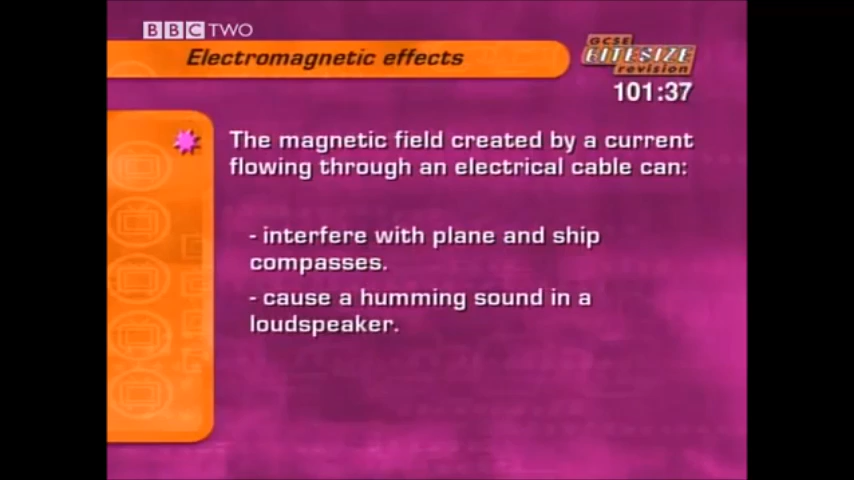 BBC TWO
Electromagnetic effects
GCSE
BITESIZE
revision
101:37
The magnetic field created by a current
flowing through an electrical cable can:
- interfere with plane and ship
compasses.
- cause a humming sound in a
loudspeaker.